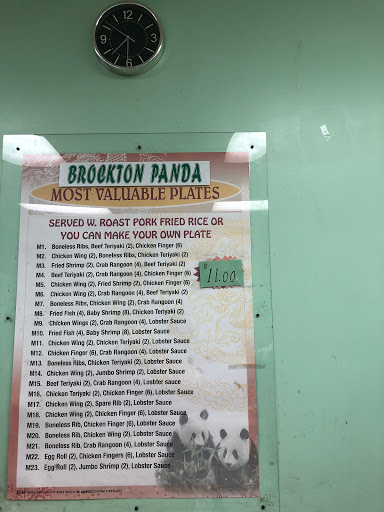 BROCKTON PANDA
MOST VALUABLE PLATES
SERVED W. ROAST PORK FRIED RICE OR
YOU CAN MAKE YOUR OWN PLATE
$11.00
M1. Boneless Ribs, Beef Teriyaki (2), Chicken Finger (6)
M2. Chicken Wing (2), Boneless Ribs, Chicken Teriyaki (2)
M3. Fried Shrimp (2), Crab Rangoon (4), Beef Teriyaki (2)
M4. Beef Teriyaki (2), Crab Rangoon (4), Chicken Finger (6)
M5. Chicken Wing (2), Fried Shrimp (2), Chicken Finger (6)
M6. Chicken Wing (2), Crab Rangoon (4), Beef Teriyaki (2)
M7. Boneless Ribs, Chicken Wing (2), Crab Rangoon (4)
M8. Fried Fish (4), Baby Shrimp (8), Chicken Teriyaki (2)
M9. Chicken Wings (2), Crab Rangoon (4), Lobster Sauce
M10. Fried Fish (4), Baby Shrimp (8), Lobster Sauce
M11. Chicken Wing (2), Chicken Teriyaki (2), Lobster Sauce
M12. Chicken Finger (6), Crab Rangoon (4), Lobster Sauce
M13. Boneless Ribs, Chicken Teriyaki (2), Lobster Sauce
M14. Chicken Wing (2), Jumbo Shrimp (2), Lobster Sauce
M15. Beef Teriyaki (2), Crab Rangoon (4), Lobster sauce
M16. Chicken Teriyaki (2), Chicken Finger (6), Lobster Sauce
M17. Chicken Wing (2), Spare Rib (2), Lobster Sauce
M18. Chicken Wing (2), Chicken Finger (6), Lobster Sauce
M19. Boneless Rib, Chicken Finger (6), Lobster Sauce
M20. Boneless Rib, Chicken Wing (2), Lobster Sauce
M21. Boneless Rib, Crab Rangoon (4), Lobster Sauce
M22. Egg Roll (2), Chicken Fingers (6), Lobster Sauce
M23. Egg Roll (2), Jumbo Shrimp (2), Lobster Sauce